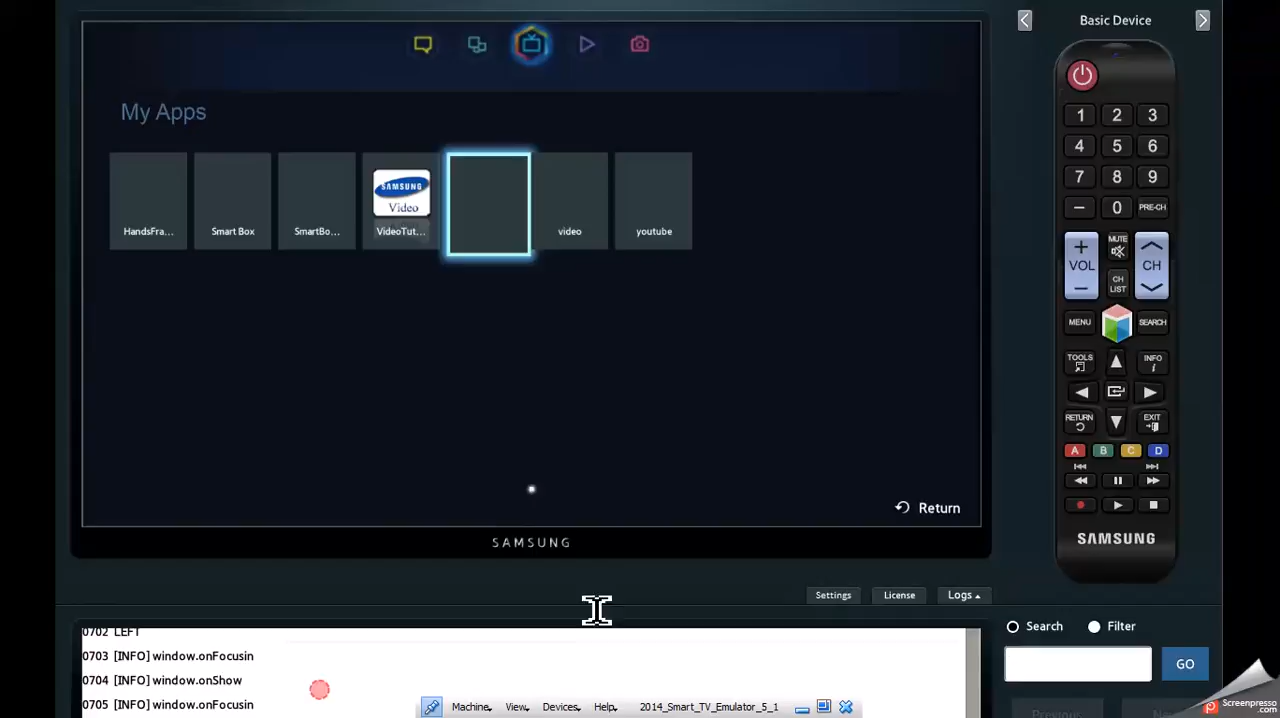 Basic Device
My Apps
HandsFra...
Smart Box
SmartBo...
SAMSUNG
Video
VideoTut...
video
youtube
Return
SAMSUNG
1 2 3
4 5 6
7 8 9
- 0 PRE-CH
+ VOL -
MUTE
CH
CH LIST
MENU
SEARCH
TOOLS
INFO
i
RETURN
EXIT
A B C D
SAMSUNG
Settings
License
Logs
0702 LEFT
0703 [INFO] window.onFocusin
0704 [INFO] window.onShow
0705 [INFO] window.onFocusin
Search
Filter
GO
Previous
Machine
View
Devices
Help
2014_Smart_TV_Emulator_5_1
Screenpresso
.com